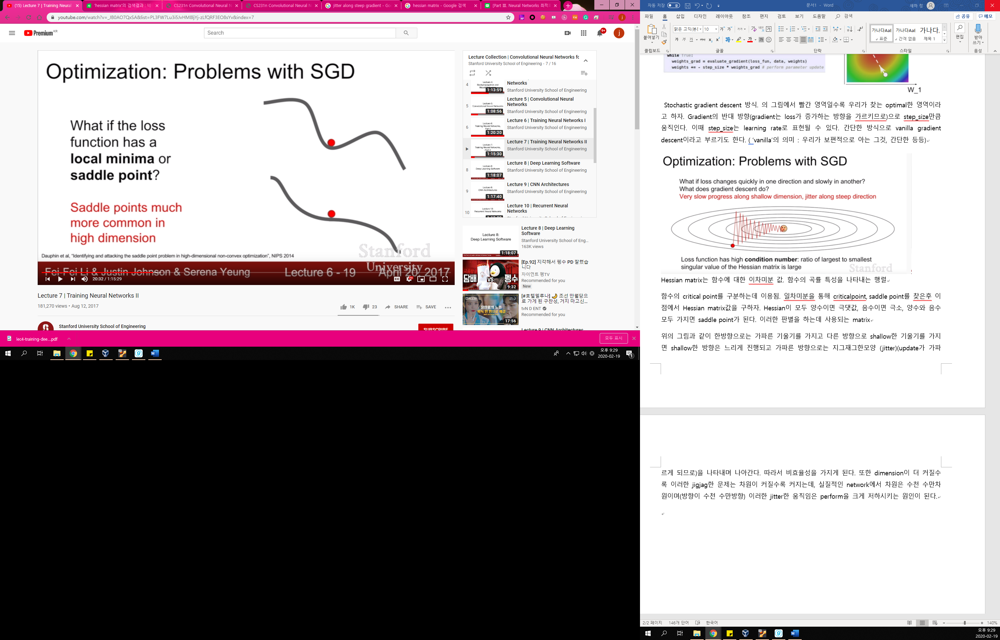 (15) Lecture 7 | Training Neural
'hessian matrix'의 검색결과 : 네
CS231n Convolutional Neural N
CS231n Convolutional Neural N
jitter along steep gradient - Go
hessian matrix - Google 검색
[Part Ⅲ. Neural Networks 최적화
youtube.com/watch?v=_JB0AO7QxSA&list=PL3FW7Lu3i5JvHM8ljYj-zLfQRF3EO8sYv&index=7
Premium KR
Search
9+
j
Optimization: Problems with SGD
What if the loss
function has a
local minima or
saddle point?
Saddle points much
more common in
high dimension
Dauphin et al, "Identifying and attacking the saddle point problem in high-dimensional non-convex optimization", NIPS 2014
Stanford
University
Fei-Fei Li & Justin Johnson & Serena Yeung
Lecture 6 - 19
April 20, 2017
20:32 / 1:15:29
Lecture 7 | Training Neural Networks II
181,270 views • Aug 12, 2017
1K
23
SHARE
SAVE
Stanford University School of Engineering
SUBSCRIBE
Lecture Collection | Convolutional Neural Networks fo
Stanford University School of Engineering - 7 / 16
4
1:13:59
Networks
Stanford University School of Engineering
5
1:08:56
Lecture 5 | Convolutional Neural
Networks
Stanford University School of Engineering
6
1:20:20
Lecture 6 | Training Neural Networks I
Stanford University School of Engineering
1:15:30
Lecture 7 | Training Neural Networks II
Stanford University School of Engineering
8
1:18:07
Lecture 8 | Deep Learning Software
Stanford University School of Engineering
9
1:17:40
Lecture 9 | CNN Architectures
Stanford University School of Engineering
10
Lecture 10 | Recurrent Neural
Networks
Lecture 8:
Deep Learning Software
1:18:07
Lecture 8 | Deep Learning
Software
Stanford University School of Eng...
163K views
담배 VS 펭수
9:32
[Ep.92] 지각해서 펭수 PD 잘렸습
니다
자이언트 펭TV
Recommended for you
New
17:56
[#호텔델루나] 🌙 조선 만월당으
로 가게 된 구찬성, 거지 마고신...
tvN D ENT
Recommended for you
Lecture 9 | CNN Architectures
lec4-training-dee....pdf
모두 표시
오후 9:29
2020-02-19
자동 저장
문서1 - Word
새하 정
파일 홈 삽입 디자인 레이아웃 참조 편지 검토 보기 도움말 검색
공유
메모
붙여넣기
맑은 고딕(본
10
가나다AaB
표준
가나다AaB
간격 없음
가나다
제목 1
편집
받아
쓰기
클립보드 글꼴 단락 스타일 음성
while True:
weights_grad = evaluate_gradient(loss_fun, data, weights)
weights += - step_size * weights_grad # perform parameter update
W_1
Stochastic gradient descent 방식. 의 그림에서 빨간 영역일수록 우리가 찾는 optimal한 영역이라
고 하자. Gradient의 반대 방향(gradient는 loss가 증가하는 방향을 가르키므로)으로 step_size만큼
움직인다. 이때 step_size는 learning rate로 표현될 수 있다. 간단한 방식으로 vanilla gradient
descent이라고 부르기도 한다. ( 'vanilla'의 의미 : 우리가 보편적으로 아는 그것, 간단한 등등)
Optimization: Problems with SGD
What if loss changes quickly in one direction and slowly in another?
What does gradient descent do?
Very slow progress along shallow dimension, jitter along steep direction
Loss function has high condition number: ratio of largest to smallest
singular value of the Hessian matrix is large
Stanford
Hessian matrix는 함수에 대한 이차미분 값. 함수의 곡률 특성을 나타내는 행렬
함수의 critical point를 구분하는데 이용됨. 일차미분을 통해 criticalpoint, saddle point를 찾은후 이
점에서 Hessian matrix값을 구하자. Hessian이 모두 양수이면 극댓값, 음수이면 극소, 양수와 음수
모두 가지면 saddle point가 된다. 이러한 판별을 하는데 사용되는 matrix
위의 그림과 같이 한방향으로는 가파른 기울기를 가지고 다른 방향으로 shallow한 기울기를 가지
면 shallow한 방향은 느리게 진행되고 가파른 방향으로는 지그재그한모양 (jitter)(update가 가파
르게 되므로)을 나타내며 나아간다. 따라서 비효율성을 가지게 된다. 또한 dimension이 더 커질수
록 이러한 jigjag한 문제는 차원이 커질수록 커지는데, 실질적인 network에서 차원은 수천 수만차
원이며(방향이 수천 수만방향) 이러한 jitter한 움직임은 perform을 크게 저하시키는 원인이 된다.
2/2 페이지
146개 단어
한국어
140%
오후 9:29
2020-02-19